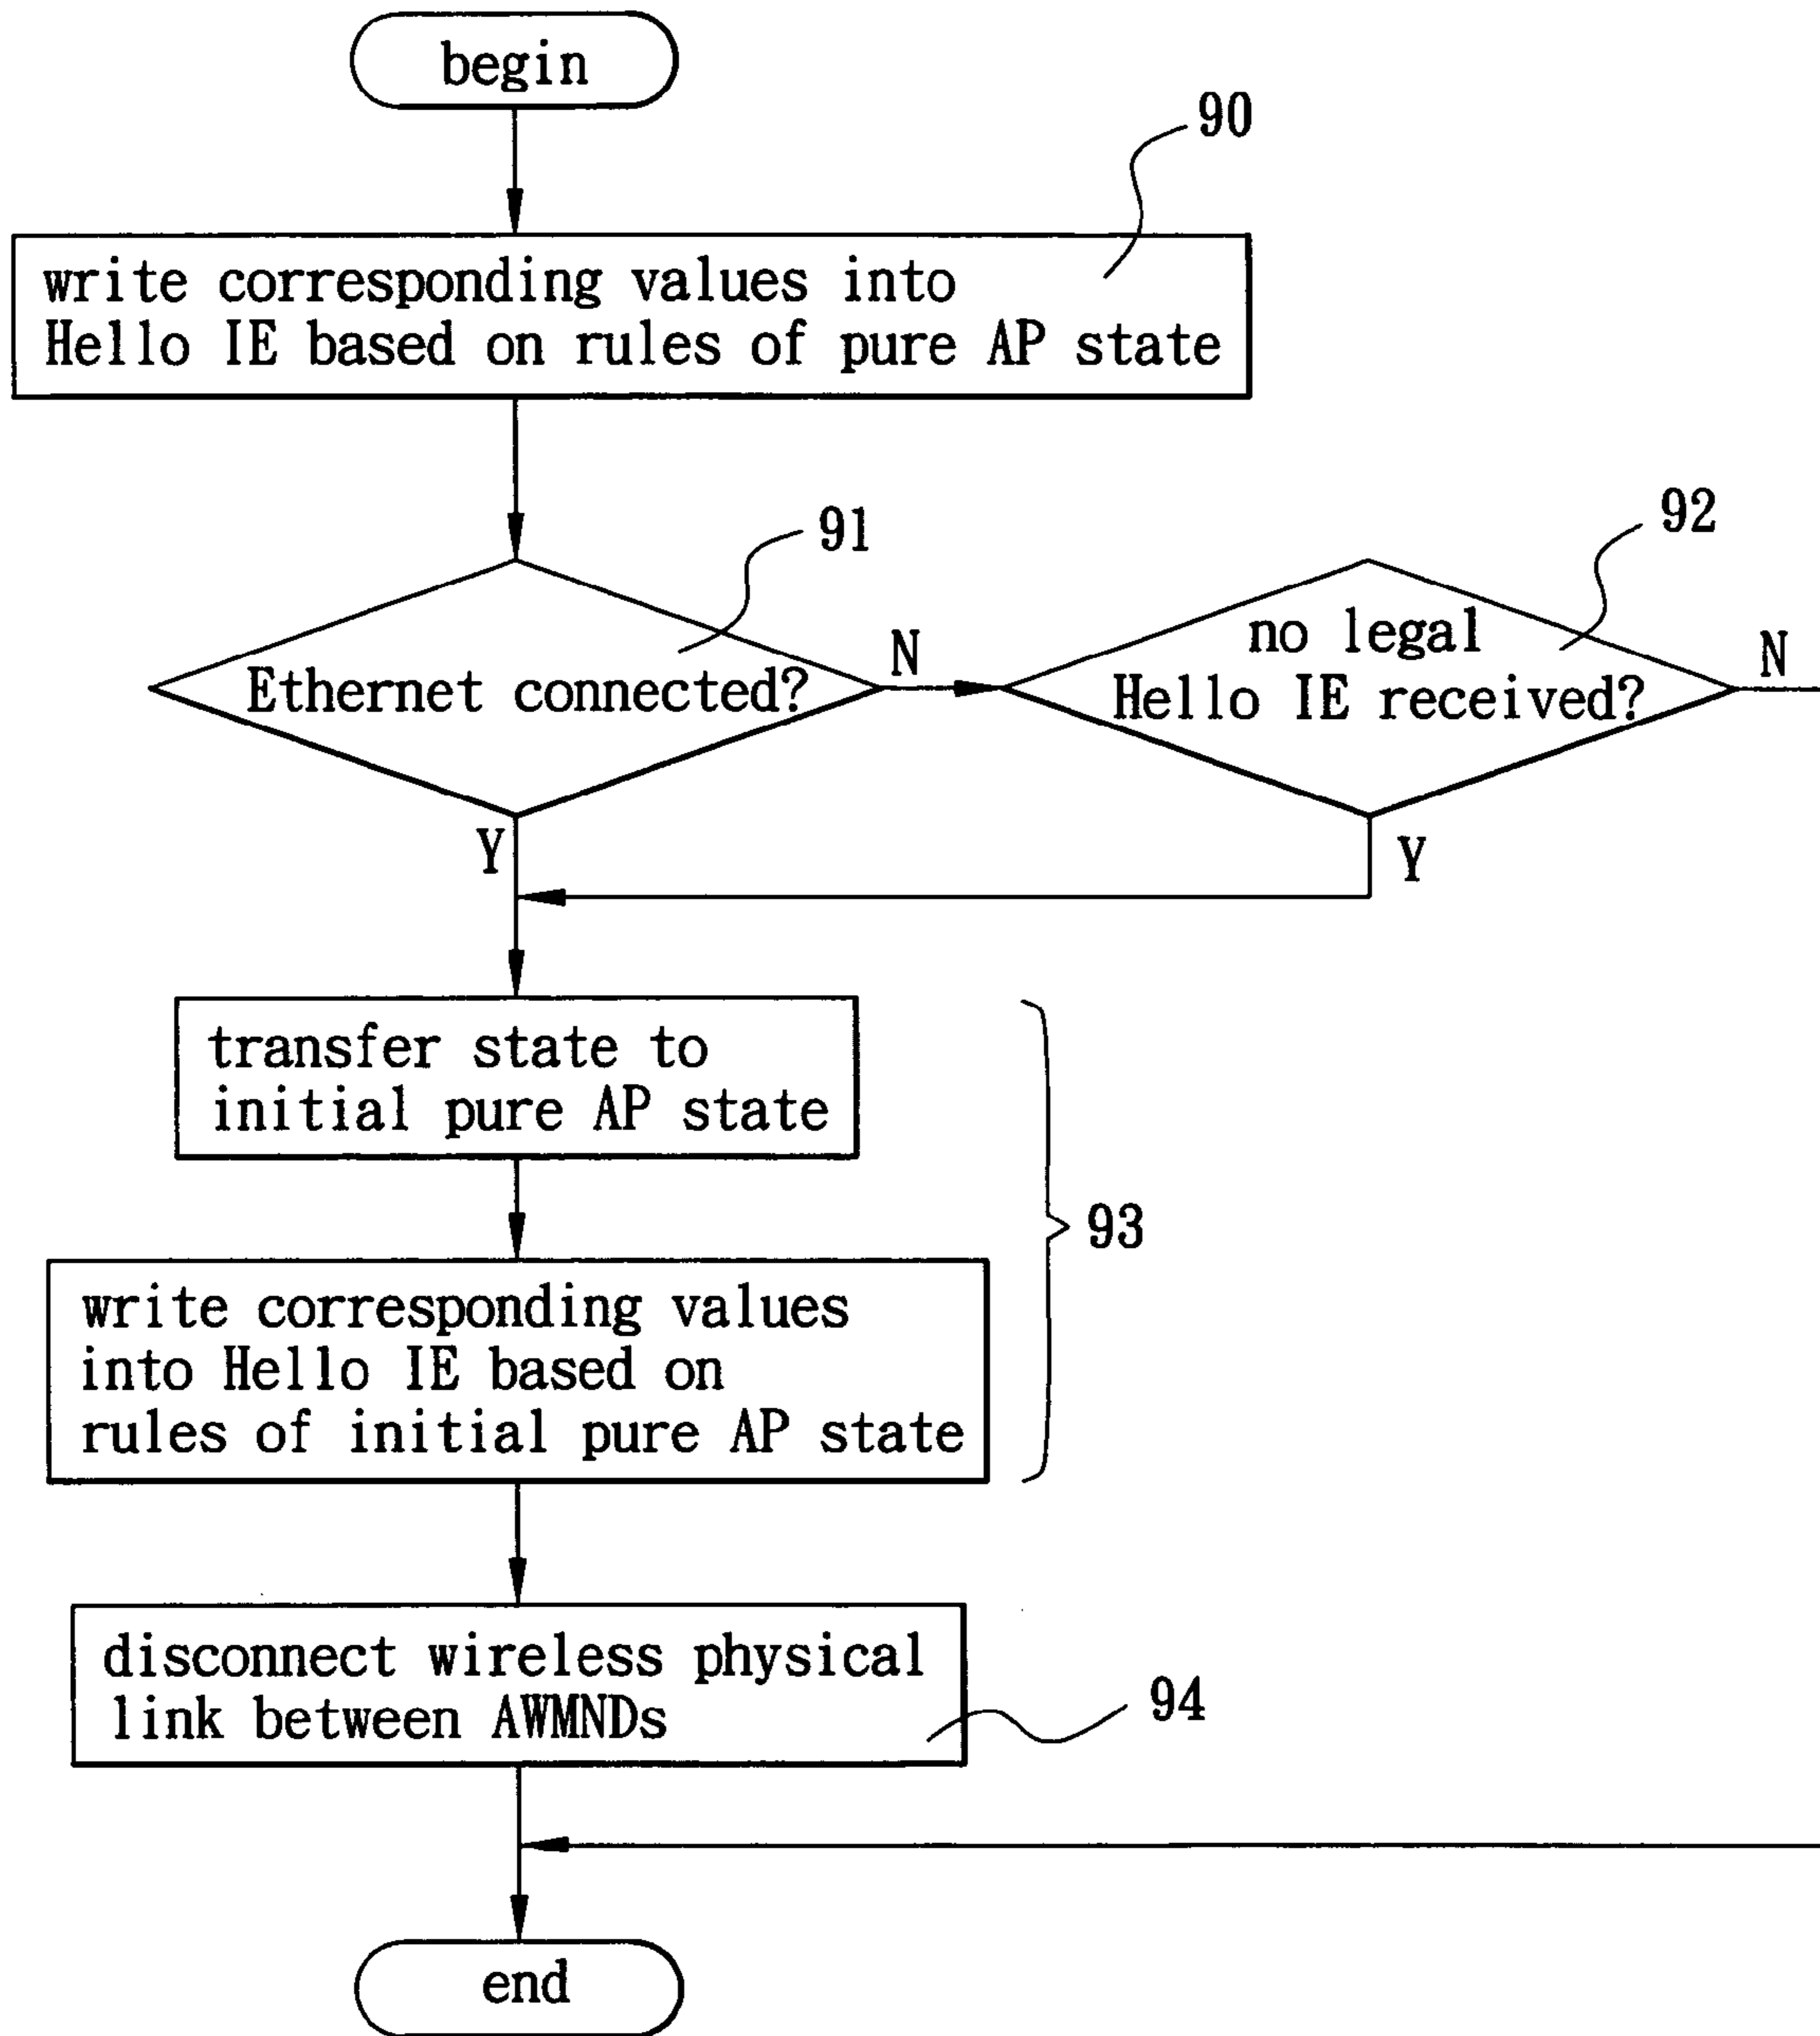 begin
90
write corresponding values into
Hello IE based on rules of pure AP state
91
92
Ethernet connected?
N
no legal
Hello IE received?
N
Y
Y
transfer state to
initial pure AP state
93
write corresponding values
into Hello IE based on
rules of initial pure AP state
disconnect wireless physical
link between AWMNDs
94
end